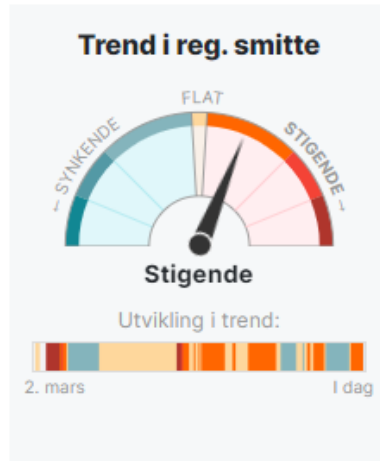 Trend i reg. smitte
FLAT
← SYNKENDE
STIGENDE →
Stigende
Utvikling i trend:
2. mars
I dag